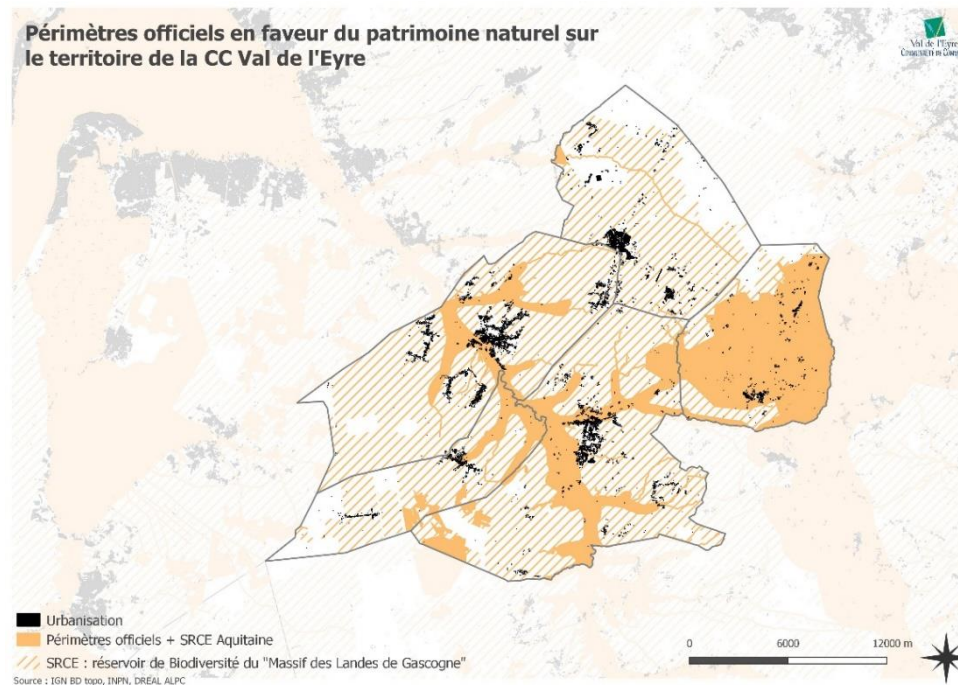 Périmètres officiels en faveur du patrimoine naturel sur
le territoire de la CC Val de l'Eyre
Val de l'Eyre
Urbanisation
Périmètres officiels + SRCE Aquitaine
SRCE : réservoir de Biodiversité du "Massif des Landes de Gascogne"
Source : IGN BD topo, INPN, DREAL ALPC
0 6000 12000 m